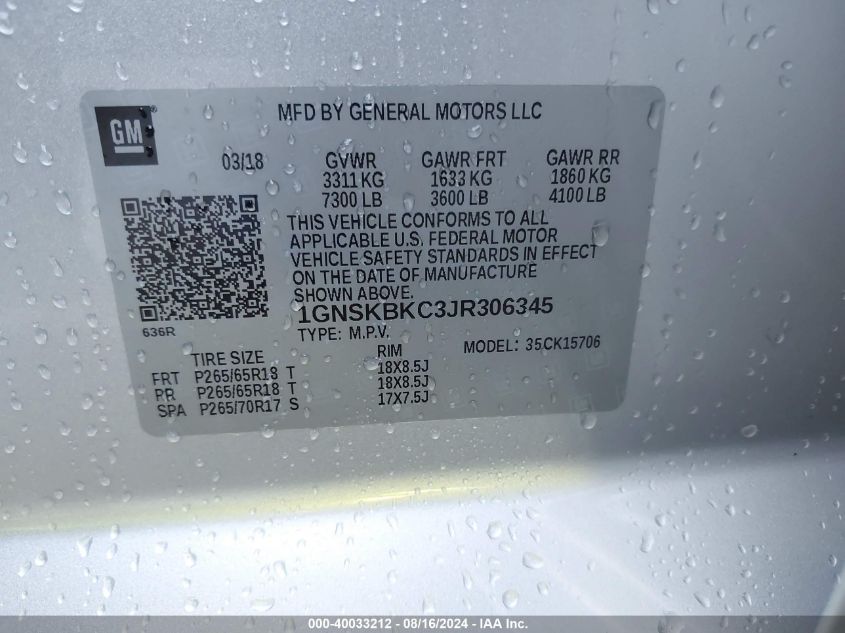 MFD BY GENERAL MOTORS LLC
GM
03/18 GVWR GAWR FRT GAWR RR
3311 KG 1633 KG 1860 KG
7300 LB 3600 LB 4100 LB
THIS VEHICLE CONFORMS TO ALL
APPLICABLE U.S. FEDERAL MOTOR
VEHICLE SAFETY STANDARDS IN EFFECT
ON THE DATE OF MANUFACTURE
SHOWN ABOVE.
1GNSKBKC3JR306345
636R
TYPE: M.P.V.
MODEL: 35CK15706
TIRE SIZE RIM
FRT P265/65R18 T 18X8.5J
RR P265/65R18 T 18X8.5J
SPA P265/70R17 S 17X7.5J
000-40033212 - 08/16/2024 - IAA Inc.